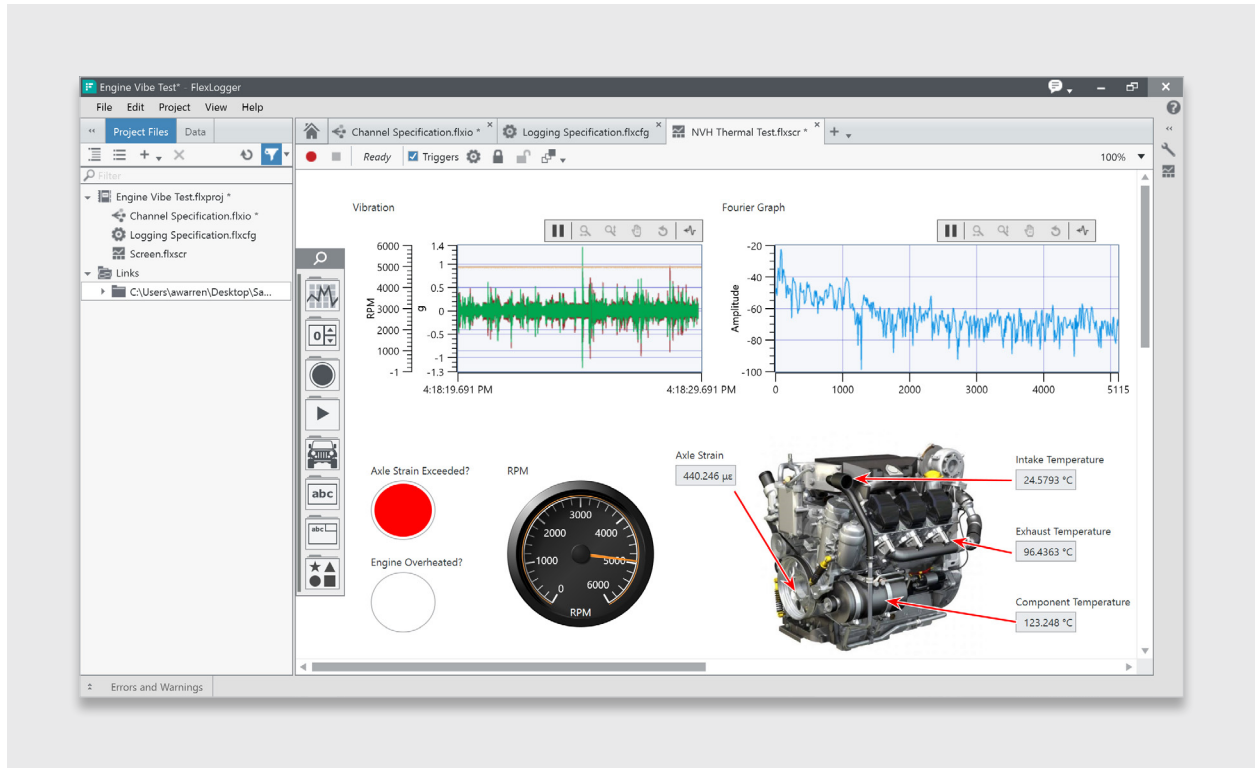 Engine Vibe Test* - FlexLogger
File Edit Project View Help
Project Files Data
Channel Specification.flxio *
Logging Specification.flxcfg
NVH Thermal Test.flxscr *
Ready Triggers
100%
Filter
Engine Vibe Test.flxproj *
Channel Specification.flxio *
Logging Specification.flxcfg
Screen.flxscr
Links
C:\Users\awarren\Desktop\Sa...
abc
abc
Vibration
6000
5000
4000
3000
2000
1000
-1
RPM
1.4
1
0.5
0
-0.5
-1
-1.3
g
4:18:19.691 PM
4:18:29.691 PM
Fourier Graph
-20
-40
-60
-80
-100
Amplitude
0 1000 2000 3000 4000 5115
Axle Strain Exceeded?
Engine Overheated?
RPM
0
1000
2000
3000
4000
5000
6000
RPM
Axle Strain
440.246 µε
Intake Temperature
24.5793 °C
Exhaust Temperature
96.4363 °C
Component Temperature
123.248 °C
Errors and Warnings